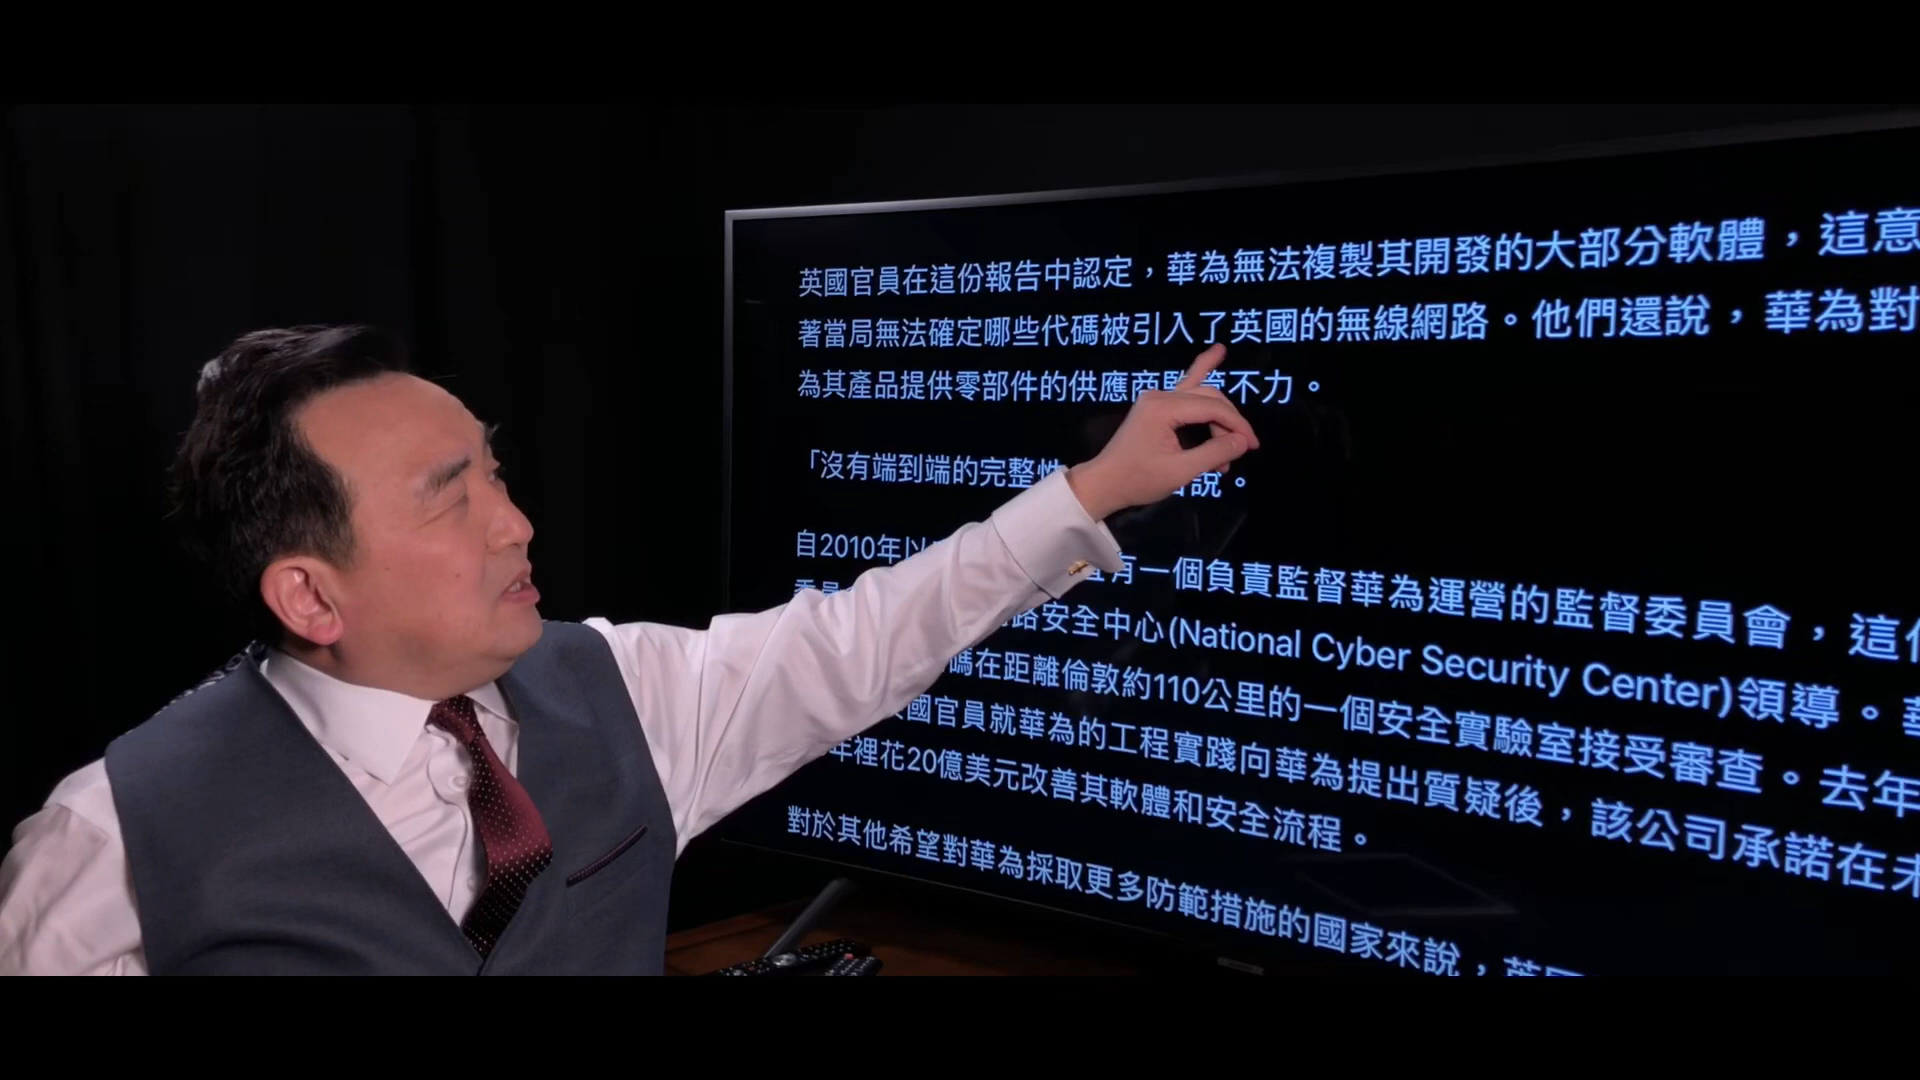 英國官員在這份報告中認定，華為無法複製其開發的大部分軟體，這意
著當局無法確定哪些代碼被引入了英國的無線網路。他們還說，華為對
為其產品提供零部件的供應商監管不力。
「沒有端到端的完整性 說。
自2010年以 有一個負責監督華為運營的監督委員會，這
委員 路安全中心(National Cyber Security Center)領導。華
碼在距離倫敦約110公里的一個安全實驗室接受審查。去年
國官員就華為的工程實踐向華為提出質疑後，該公司承諾在未
年裡花20億美元改善其軟體和安全流程。
對於其他希望對華為採取更多防範措施的國家來說，英國